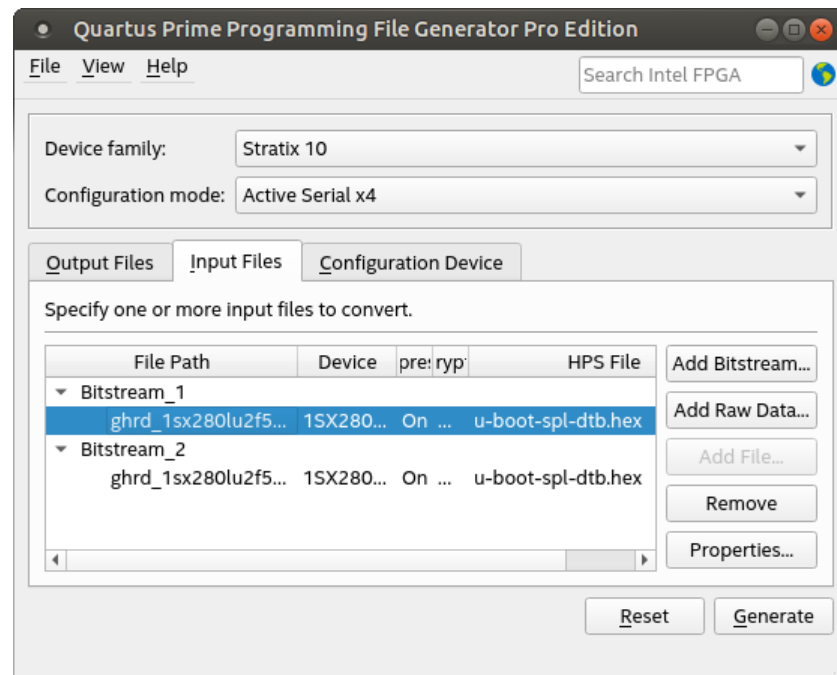 Quartus Prime Programming File Generator Pro Edition
File View Help Search Intel FPGA
Device family: Stratix 10
Configuration mode: Active Serial x4
Output Files Input Files Configuration Device
Specify one or more input files to convert.
File Path Device pre: ryp HPS File Add Bitstream...
Bitstream_1
ghrd_1sx280lu2f5... 1SX280... On ... u-boot-spl-dtb.hex Add Raw Data...
Bitstream_2 Add File...
ghrd_1sx280lu2f5... 1SX280... On ... u-boot-spl-dtb.hex
Remove
Properties...
Reset Generate